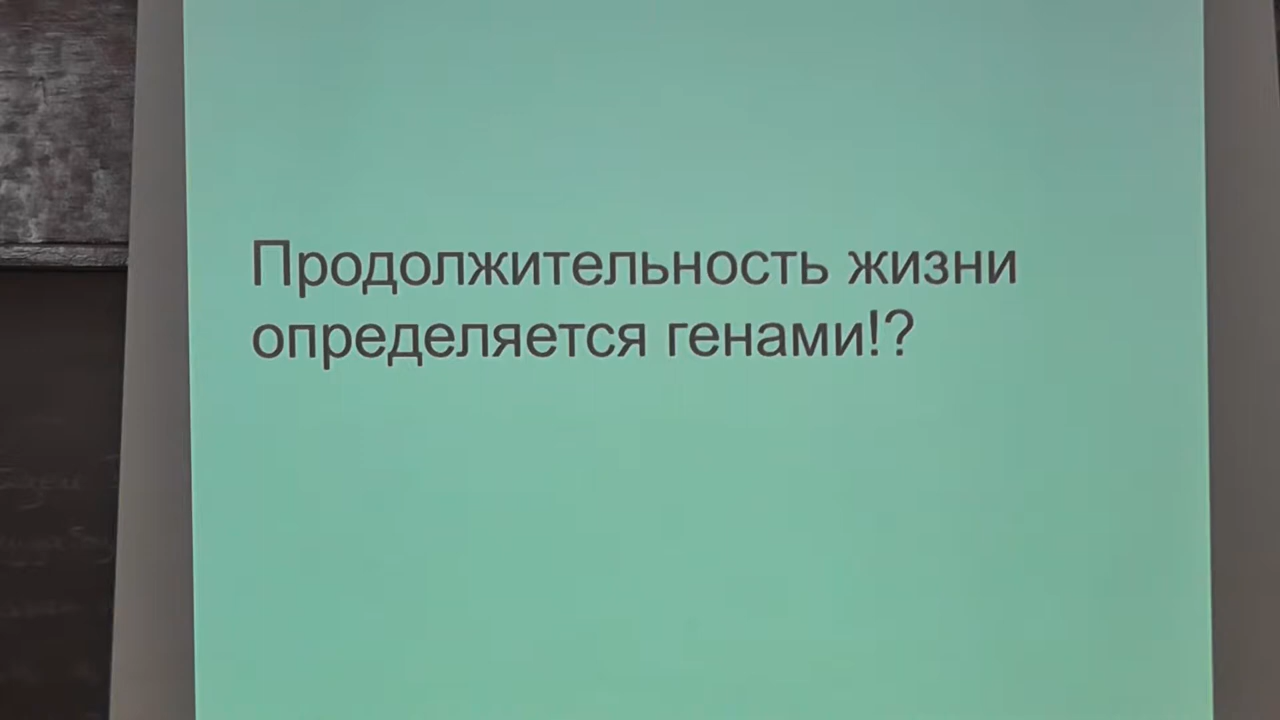 Продолжительность жизни
определяется генами!?